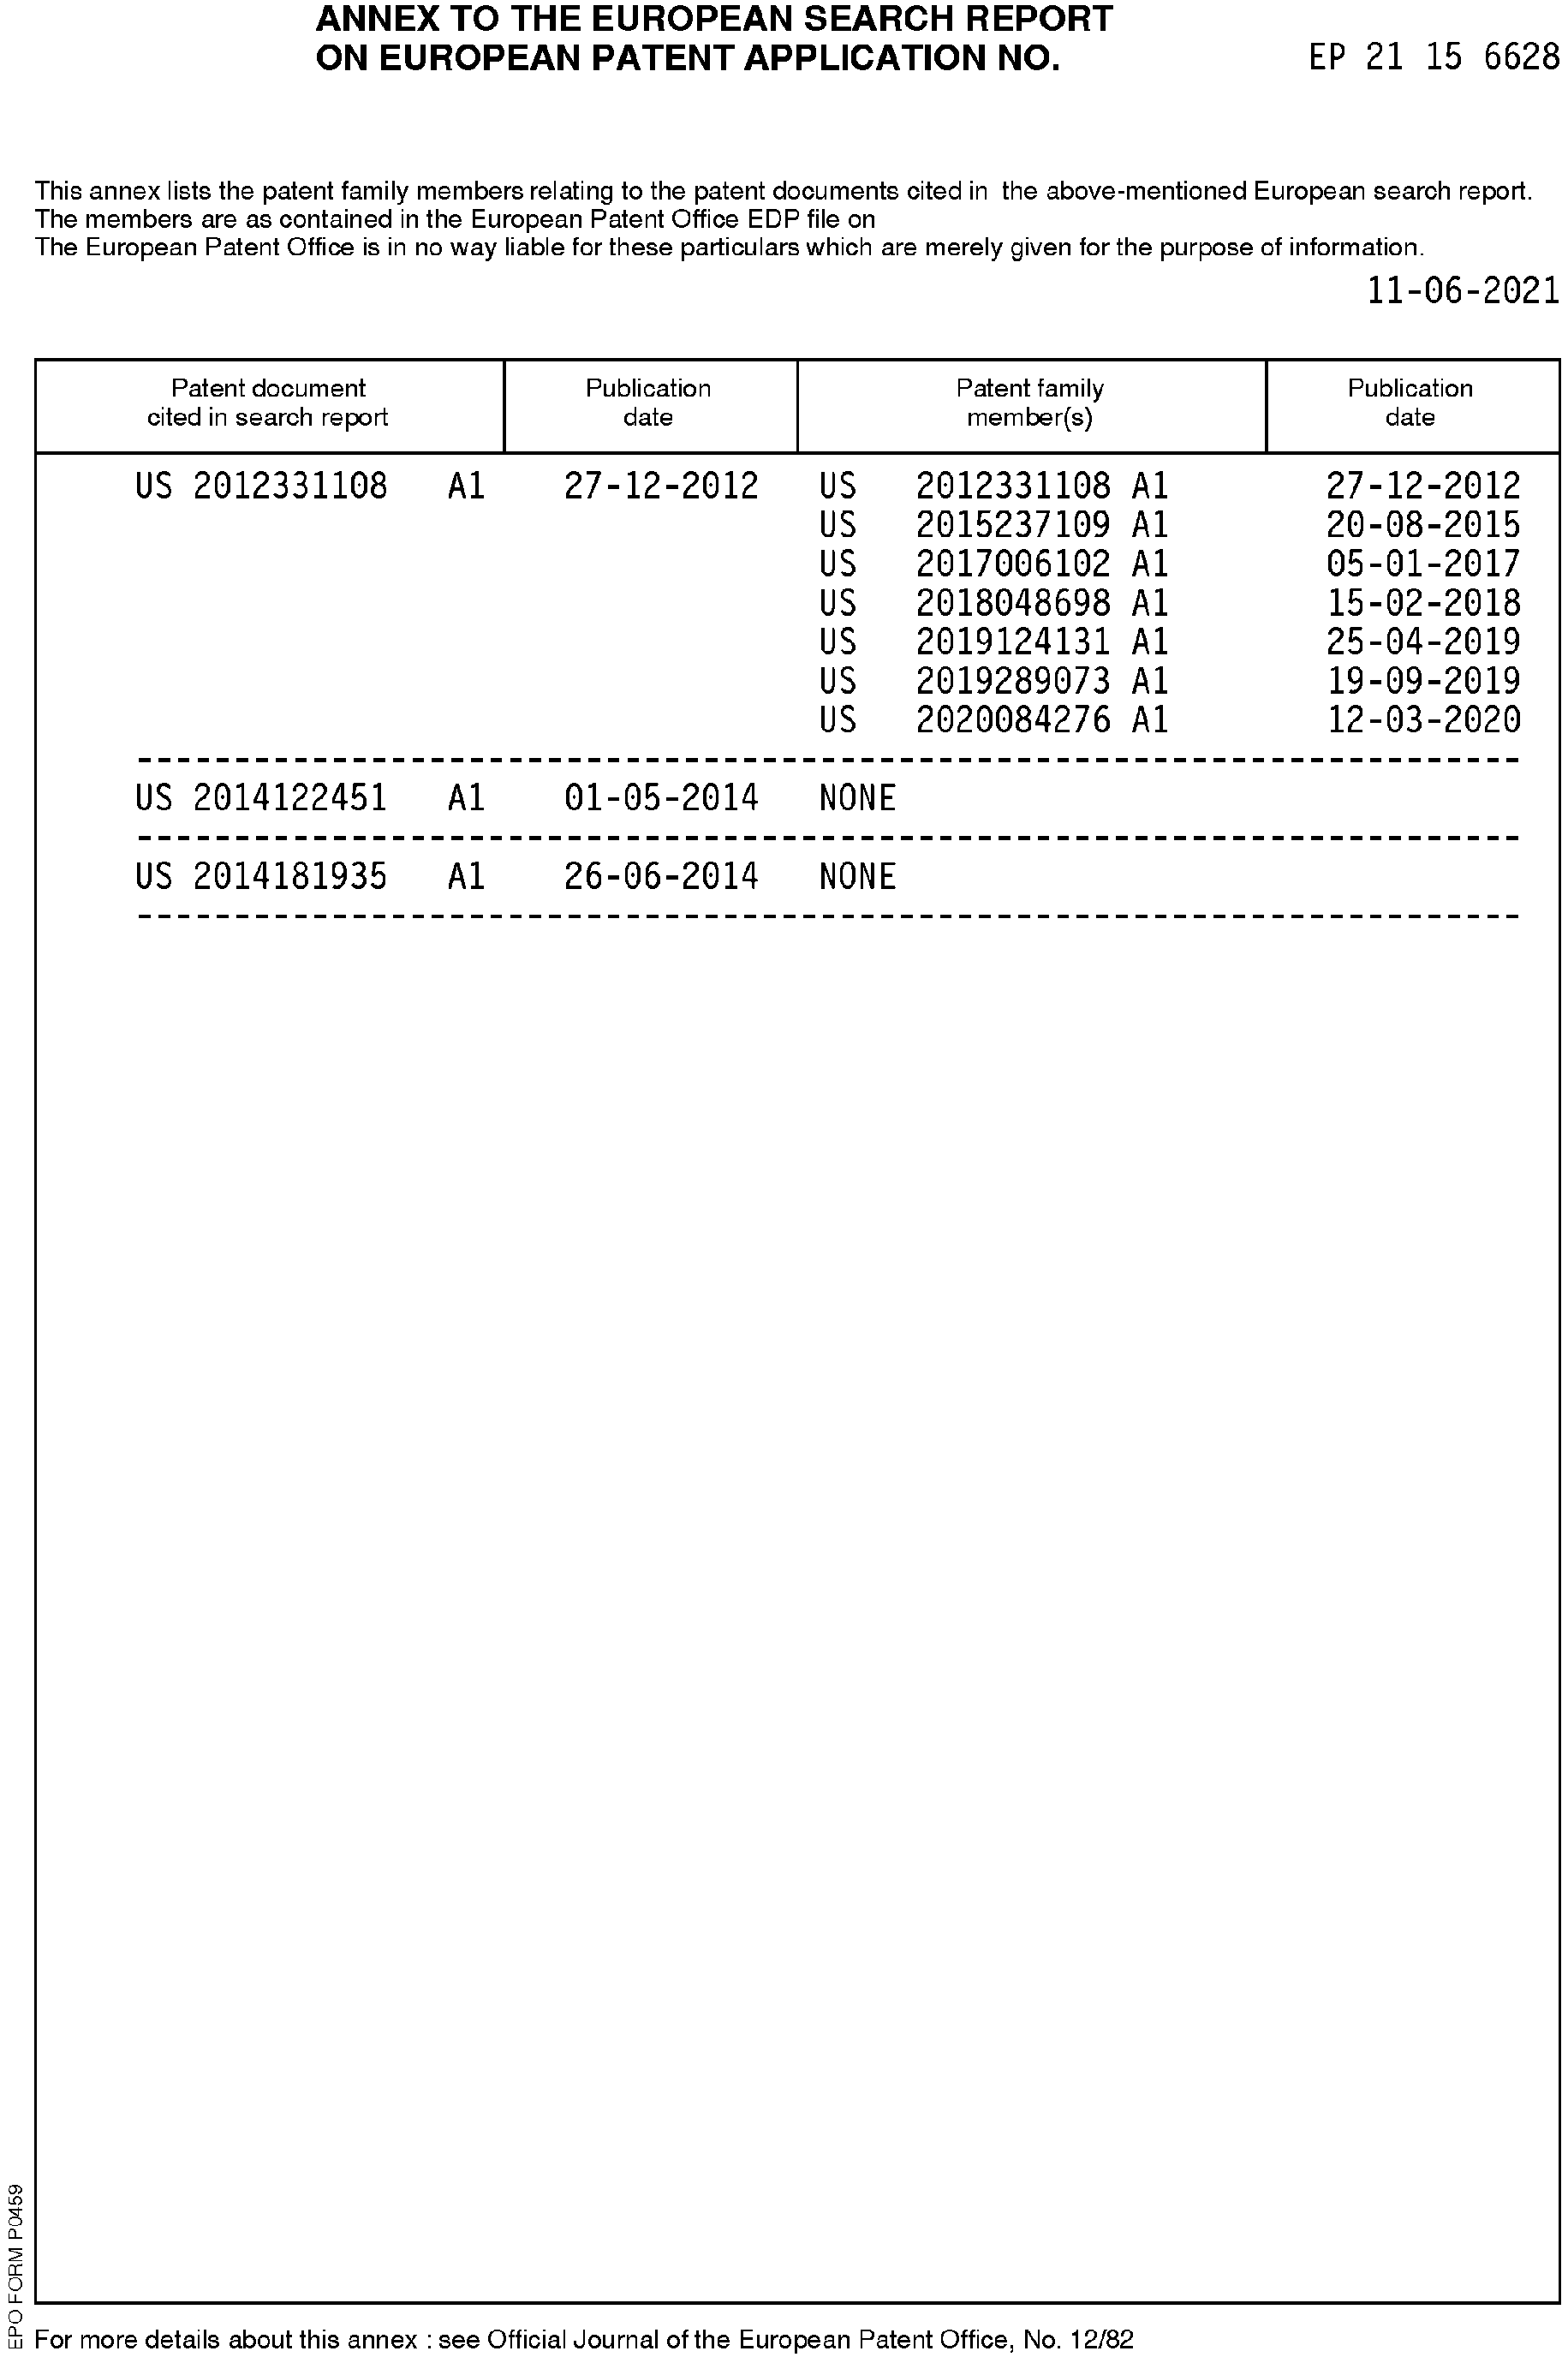 ANNEX TO THE EUROPEAN SEARCH REPORT
ON EUROPEAN PATENT APPLICATION NO. EP 21 15 6628
This annex lists the patent family members relating to the patent documents cited in the above-mentioned European search report.
The members are as contained in the European Patent Office EDP file on
The European Patent Office is in no way liable for these particulars which are merely given for the purpose of information.
11-06-2021
Patent document cited in search report Publication date Patent family member(s) Publication date
US 2012331108 A1 27-12-2012 US 2012331108 A1 27-12-2012
US 2015237109 A1 20-08-2015
US 2017006102 A1 05-01-2017
US 2018048698 A1 15-02-2018
US 2019124131 A1 25-04-2019
US 2019289073 A1 19-09-2019
US 2020084276 A1 12-03-2020
US 2014122451 A1 01-05-2014 NONE
US 2014181935 A1 26-06-2014 NONE
EPO FORM P0459
For more details about this annex : see Official Journal of the European Patent Office, No. 12/82